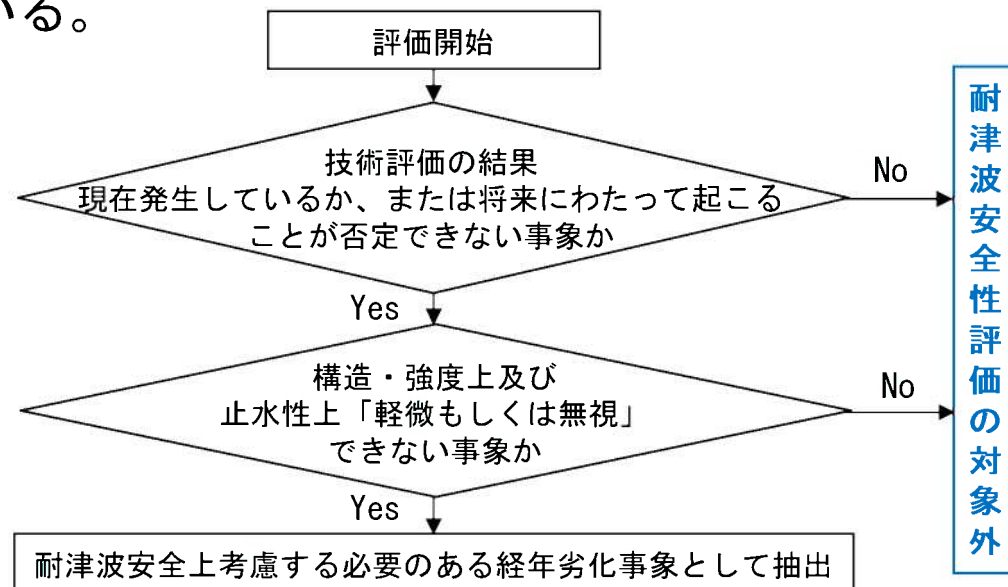 いる。
評価開始
技術評価の結果
現在発生しているか、または将来にわたって起こる
ことが否定できない事象か
No
Yes
構造・強度上及び
止水性上「軽微もしくは無視」
できない事象か
No
Yes
耐津波安全上考慮する必要のある経年劣化事象として抽出
耐津波安全性評価の対象外